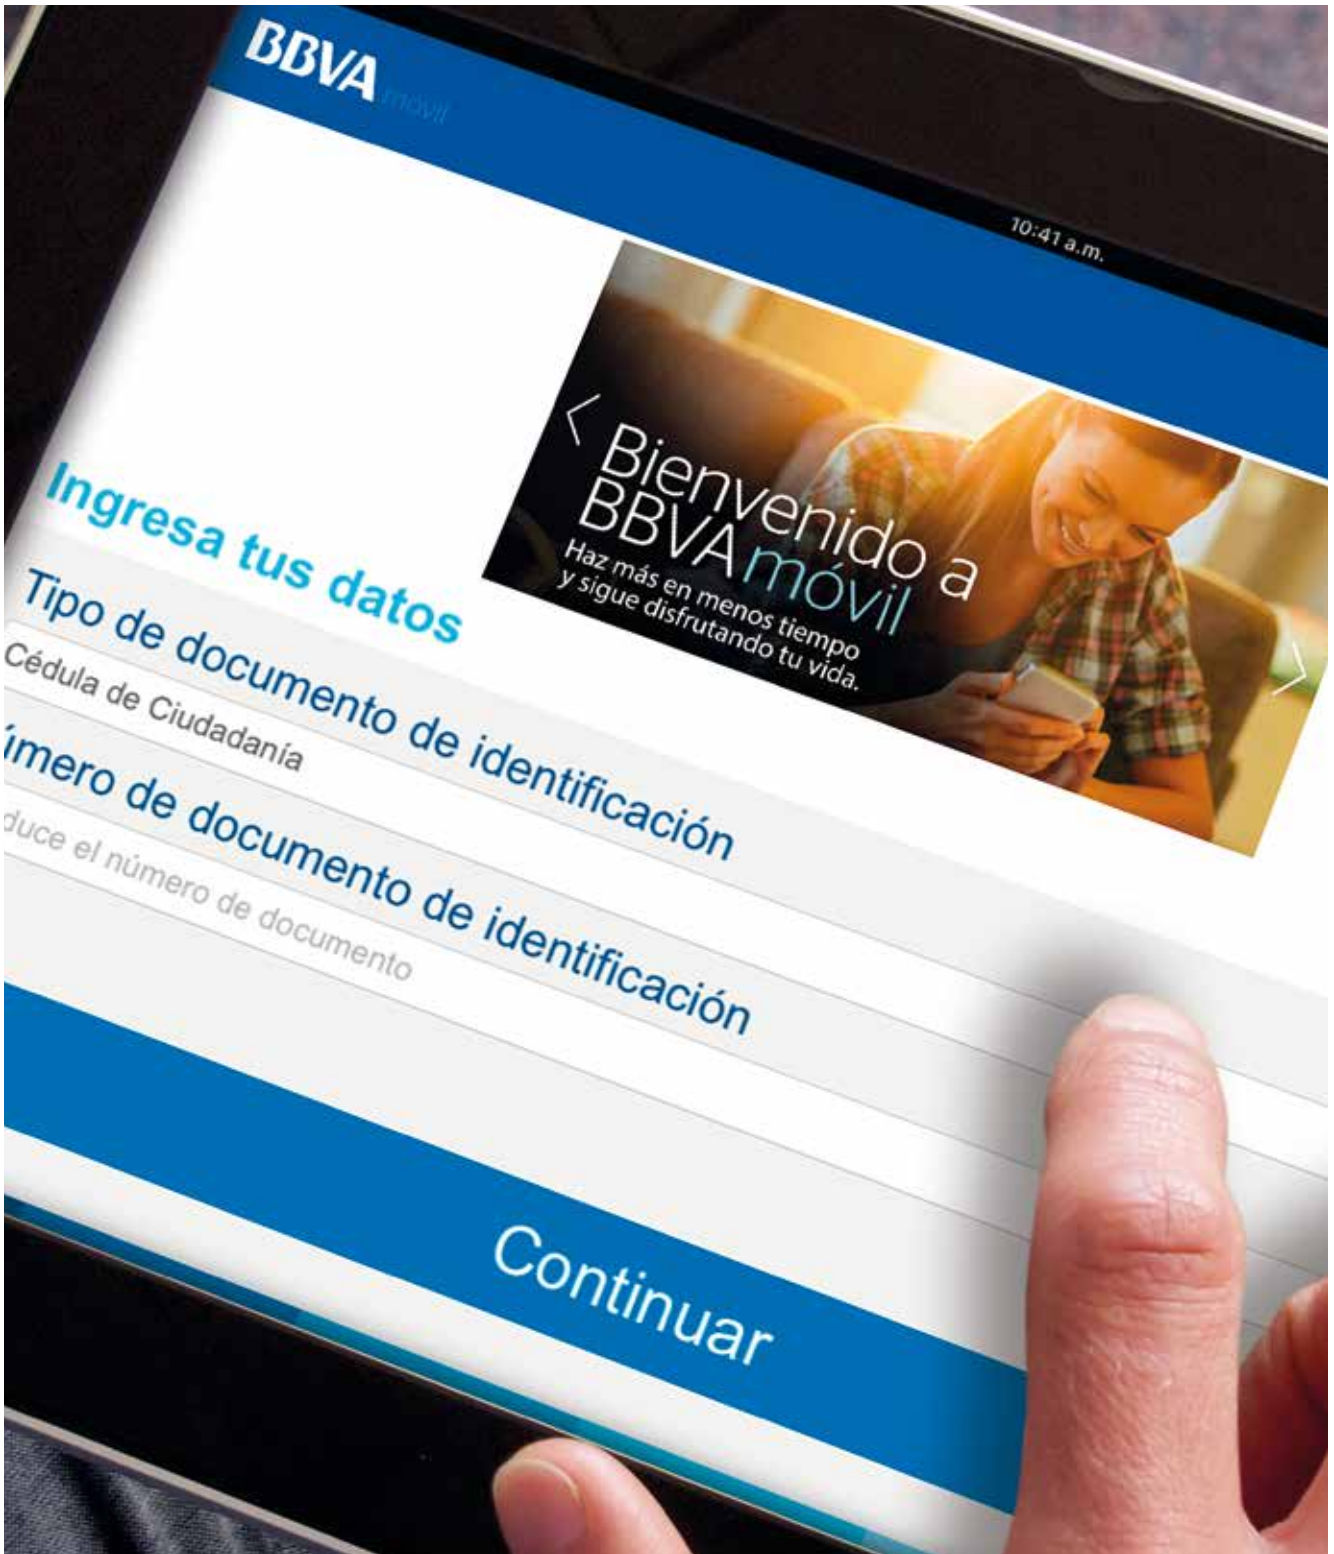 BBVA móvil
10:41 a.m.
Bienvenido a
BBVA móvil
Haz más en menos tiempo
y sigue disfrutando tu vida.
Ingresa tus datos
Tipo de documento de identificación
Cédula de Ciudadanía
úmero de documento de identificación
duce el número de documento
Continuar